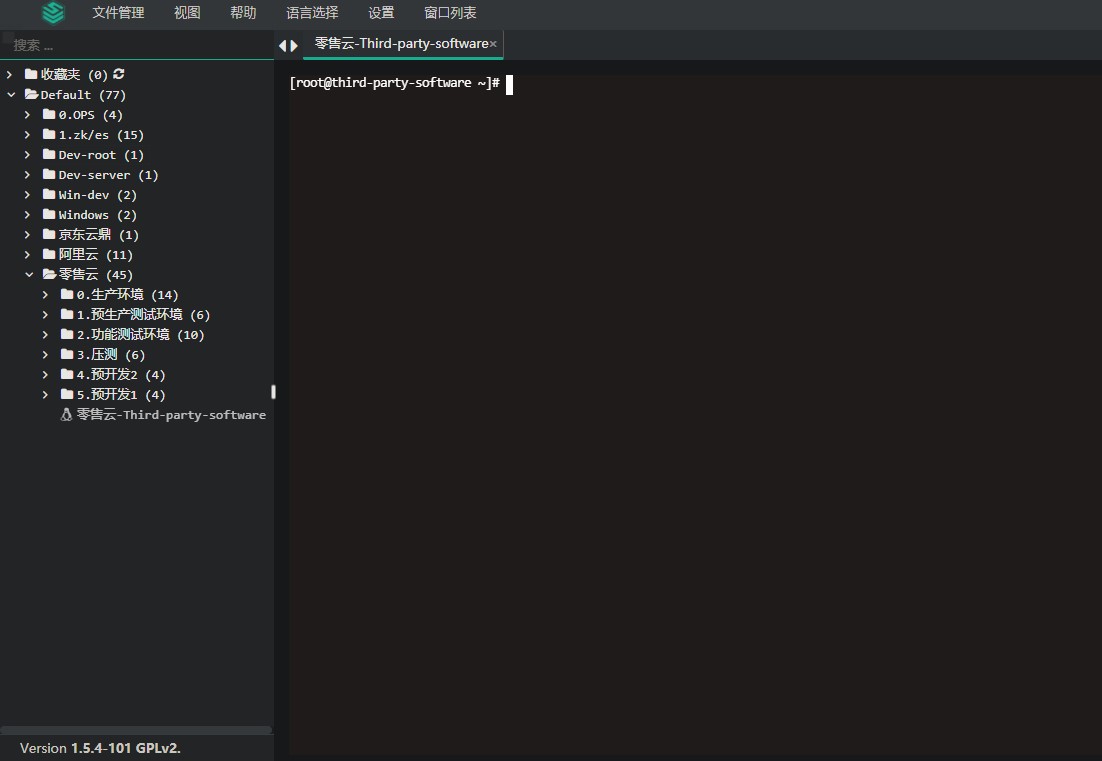 文件管理 视图 帮助 语言选择 设置 窗口列表
搜索 ...
零售云-Third-party-software×
收藏夹 (0)
Default (77)
0.OPS (4)
1.zk/es (15)
Dev-root (1)
Dev-server (1)
Win-dev (2)
Windows (2)
京东云鼎 (1)
阿里云 (11)
零售云 (45)
0.生产环境 (14)
1.预生产测试环境 (6)
2.功能测试环境 (10)
3.压测 (6)
4.预开发2 (4)
5.预开发1 (4)
零售云-Third-party-software
[root@third-party-software ~]#
Version 1.5.4-101 GPLv2.